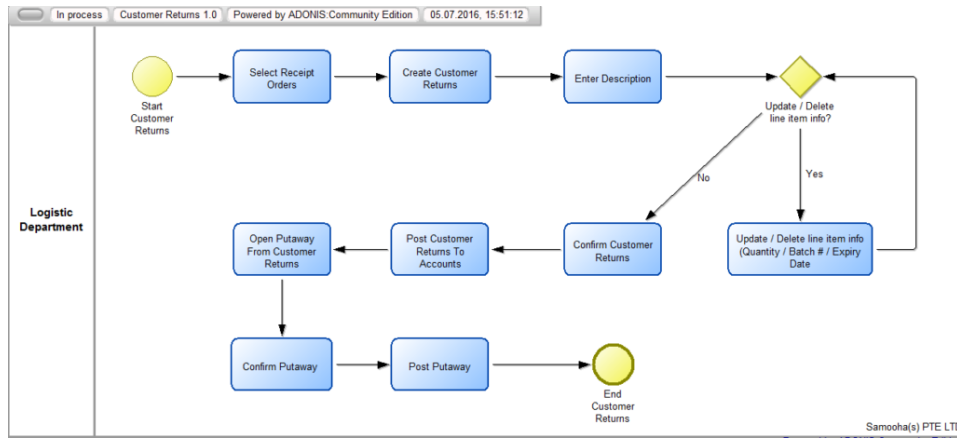 In process
Customer Returns 1.0
Powered by ADONIS:Community Edition
05.07.2016, 15:51:12
Logistic
Department
Start
Customer
Returns
Select Receipt
Orders
Create Customer
Returns
Enter Description
Update / Delete
line item info?
No
Yes
Open Putaway
From Customer
Returns
Post Customer
Returns To
Accounts
Confirm Customer
Returns
Update / Delete line item info
(Quantity / Batch # / Expiry
Date
Confirm Putaway
Post Putaway
End
Customer
Returns
Samooha(s) PTE LTD